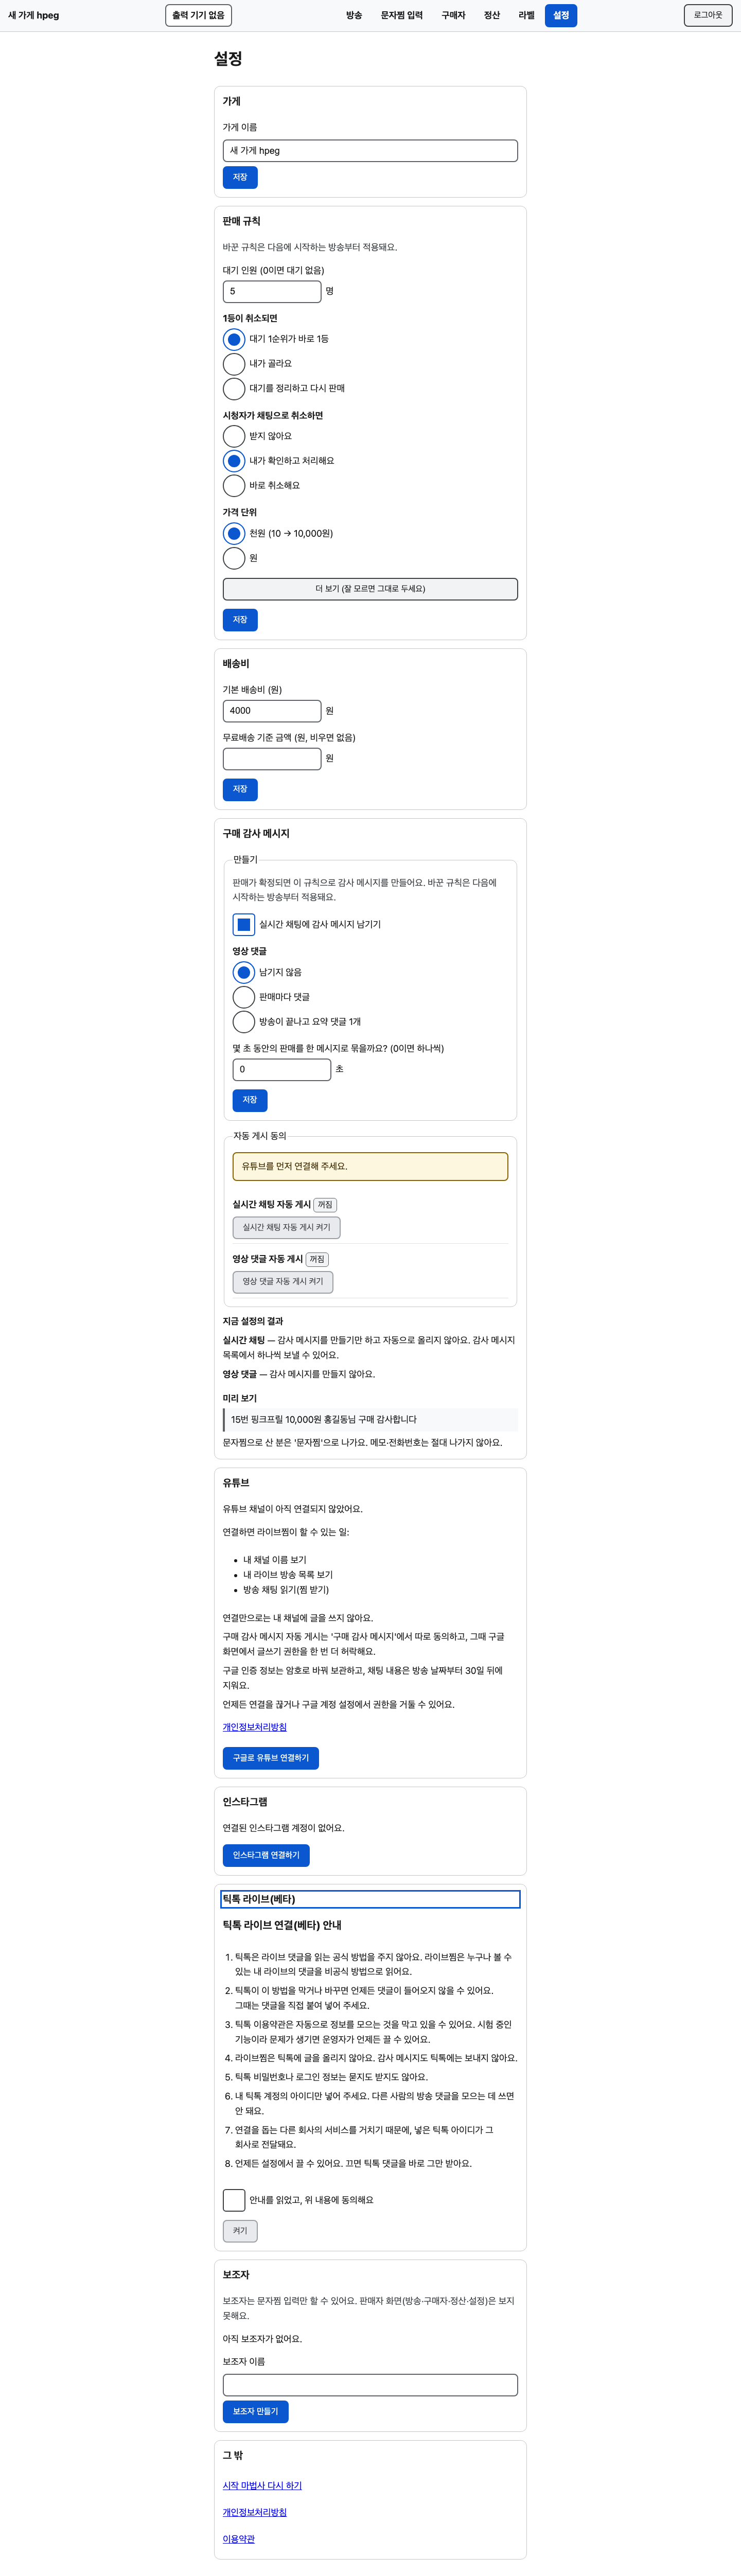 새 가게 hpeg
출력 기기 없음
방송
문자찜 입력
구매자
정산
라벨
설정
로그아웃
설정
가게
가게 이름
새 가게 hpeg
저장
판매 규칙
바꾼 규칙은 다음에 시작하는 방송부터 적용돼요.
대기 인원 (0이면 대기 없음)
5 명
1등이 취소되면
대기 1순위가 바로 1등
내가 골라요
대기를 정리하고 다시 판매
시청자가 채팅으로 취소하면
받지 않아요
내가 확인하고 처리해요
바로 취소해요
가격 단위
천원 (10 → 10,000원)
원
더 보기 (잘 모르면 그대로 두세요)
저장
배송비
기본 배송비 (원)
4000 원
무료배송 기준 금액 (원, 비우면 없음)
원
저장
구매 감사 메시지
만들기
판매가 확정되면 이 규칙으로 감사 메시지를 만들어요. 바꾼 규칙은 다음에
시작하는 방송부터 적용돼요.
실시간 채팅에 감사 메시지 남기기
영상 댓글
남기지 않음
판매마다 댓글
방송이 끝나고 요약 댓글 1개
몇 초 동안의 판매를 한 메시지로 묶을까요? (0이면 하나씩)
0 초
저장
자동 게시 동의
유튜브를 먼저 연결해 주세요.
실시간 채팅 자동 게시 꺼짐
실시간 채팅 자동 게시 켜기
영상 댓글 자동 게시 꺼짐
영상 댓글 자동 게시 켜기
지금 설정의 결과
실시간 채팅 — 감사 메시지를 만들기만 하고 자동으로 올리지 않아요. 감사 메시지
목록에서 하나씩 보낼 수 있어요.
영상 댓글 — 감사 메시지를 만들지 않아요.
미리 보기
15번 핑크프릴 10,000원 홍길동님 구매 감사합니다
문자찜으로 산 분은 '문자찜'으로 나가요. 메모·전화번호는 절대 나가지 않아요.
유튜브
유튜브 채널이 아직 연결되지 않았어요.
연결하면 라이브찜이 할 수 있는 일:
• 내 채널 이름 보기
• 내 라이브 방송 목록 보기
• 방송 채팅 읽기(찜 받기)
연결만으로는 내 채널에 글을 쓰지 않아요.
구매 감사 메시지 자동 게시는 '구매 감사 메시지'에서 따로 동의하고, 그때 구글
화면에서 글쓰기 권한을 한 번 더 허락해요.
구글 인증 정보는 암호로 바꿔 보관하고, 채팅 내용은 방송 날짜부터 30일 뒤에
지워요.
언제든 연결을 끊거나 구글 계정 설정에서 권한을 거둘 수 있어요.
개인정보처리방침
구글로 유튜브 연결하기
인스타그램
연결된 인스타그램 계정이 없어요.
인스타그램 연결하기
틱톡 라이브(베타)
틱톡 라이브 연결(베타) 안내
1. 틱톡은 라이브 댓글을 읽는 공식 방법을 주지 않아요. 라이브찜은 누구나 볼 수
있는 내 라이브의 댓글을 비공식 방법으로 읽어요.
2. 틱톡이 이 방법을 막거나 바꾸면 언제든 댓글이 들어오지 않을 수 있어요.
그때는 댓글을 직접 붙여 넣어 주세요.
3. 틱톡 이용약관은 자동으로 정보를 모으는 것을 막고 있을 수 있어요. 시험 중인
기능이라 문제가 생기면 운영자가 언제든 끌 수 있어요.
4. 라이브찜은 틱톡에 글을 올리지 않아요. 감사 메시지도 틱톡에는 보내지 않아요.
5. 틱톡 비밀번호나 로그인 정보는 묻지도 받지도 않아요.
6. 내 틱톡 계정의 아이디만 넣어 주세요. 다른 사람의 방송 댓글을 모으는 데 쓰면
안 돼요.
7. 연결을 돕는 다른 회사의 서비스를 거치기 때문에, 넣은 틱톡 아이디가 그
회사로 전달돼요.
8. 언제든 설정에서 끌 수 있어요. 끄면 틱톡 댓글을 바로 그만 받아요.
안내를 읽었고, 위 내용에 동의해요
켜기
보조자
보조자는 문자찜 입력만 할 수 있어요. 판매자 화면(방송·구매자·정산·설정)은 보지
못해요.
아직 보조자가 없어요.
보조자 이름
보조자 만들기
그 밖
시작 마법사 다시 하기
개인정보처리방침
이용약관